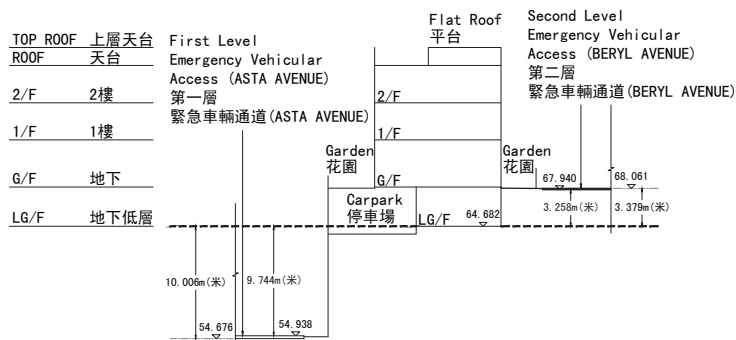 TOP ROOF 上層天台
ROOF 天台
2/F 2樓
1/F 1樓
G/F 地下
LG/F 地下低層
First Level
Emergency Vehicular
Access (ASTA AVENUE)
第一層
緊急車輛通道(ASTA AVENUE)
Flat Roof
平台
2/F
1/F
G/F
LG/F
Garden
花園
Carpark
停車場
64.682
Garden
花園
Second Level
Emergency Vehicular
Access (BERYL AVENUE)
第二層
緊急車輛通道(BERYL AVENUE)
67.940
68.061
3.258m(米)
3.379m(米)
10.006m(米)
9.744m(米)
54.676
54.938